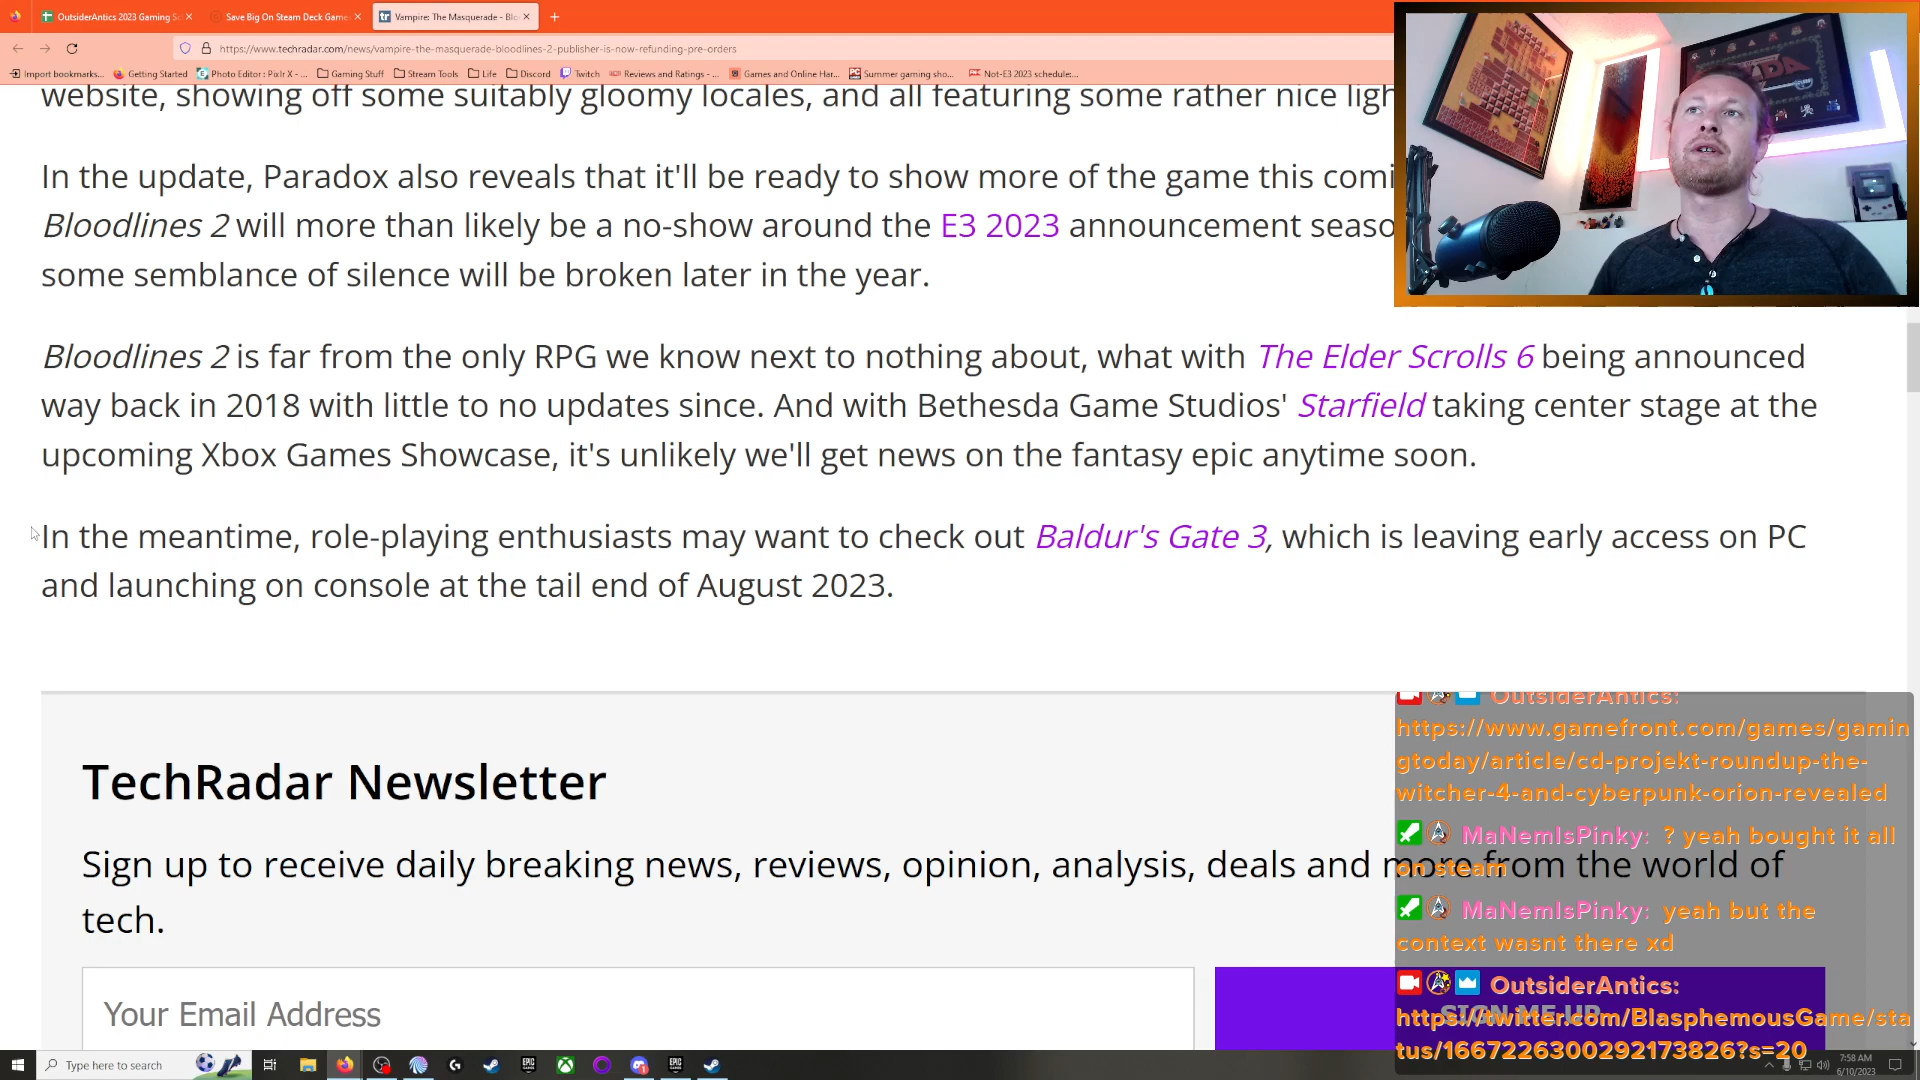 OutsiderAntics 2023 Gaming Sc
Save Big On Steam Deck Game
Vampire: The Masquerade - Blo
https://www.techradar.com/news/vampire-the-masquerade-bloodlines-2-publisher-is-now-refunding-pre-orders
Import bookmarks... Getting Started Photo Editor : Pixlr X - ... Gaming Stuff Stream Tools Life Discord Twitch Reviews and Ratings - ... Games and Online Har... Summer gaming sho... Not-E3 2023 schedule:...
website, showing off some suitably gloomy locales, and all featuring some rather nice ligh
In the update, Paradox also reveals that it'll be ready to show more of the game this comi
Bloodlines 2 will more than likely be a no-show around the E3 2023 announcement seaso
some semblance of silence will be broken later in the year.
Bloodlines 2 is far from the only RPG we know next to nothing about, what with The Elder Scrolls 6 being announced
way back in 2018 with little to no updates since. And with Bethesda Game Studios' Starfield taking center stage at the
upcoming Xbox Games Showcase, it's unlikely we'll get news on the fantasy epic anytime soon.
In the meantime, role-playing enthusiasts may want to check out Baldur's Gate 3, which is leaving early access on PC
and launching on console at the tail end of August 2023.
TechRadar Newsletter
Sign up to receive daily breaking news, reviews, opinion, analysis, deals and more from the world of
tech.
Your Email Address
SIGN ME UP
OutsiderAntics:
https://www.gamefront.com/games/gamin
gtoday/article/cd-projekt-roundup-the-
witcher-4-and-cyberpunk-orion-revealed
MaNemIsPinky: ? yeah bought it all
on steam
MaNemIsPinky: yeah but the
context wasnt there xd
OutsiderAntics:
https://twitter.com/BlasphemousGame/sta
tus/1667226300292173826?s=20
Type here to search
7:58 AM
6/10/2023